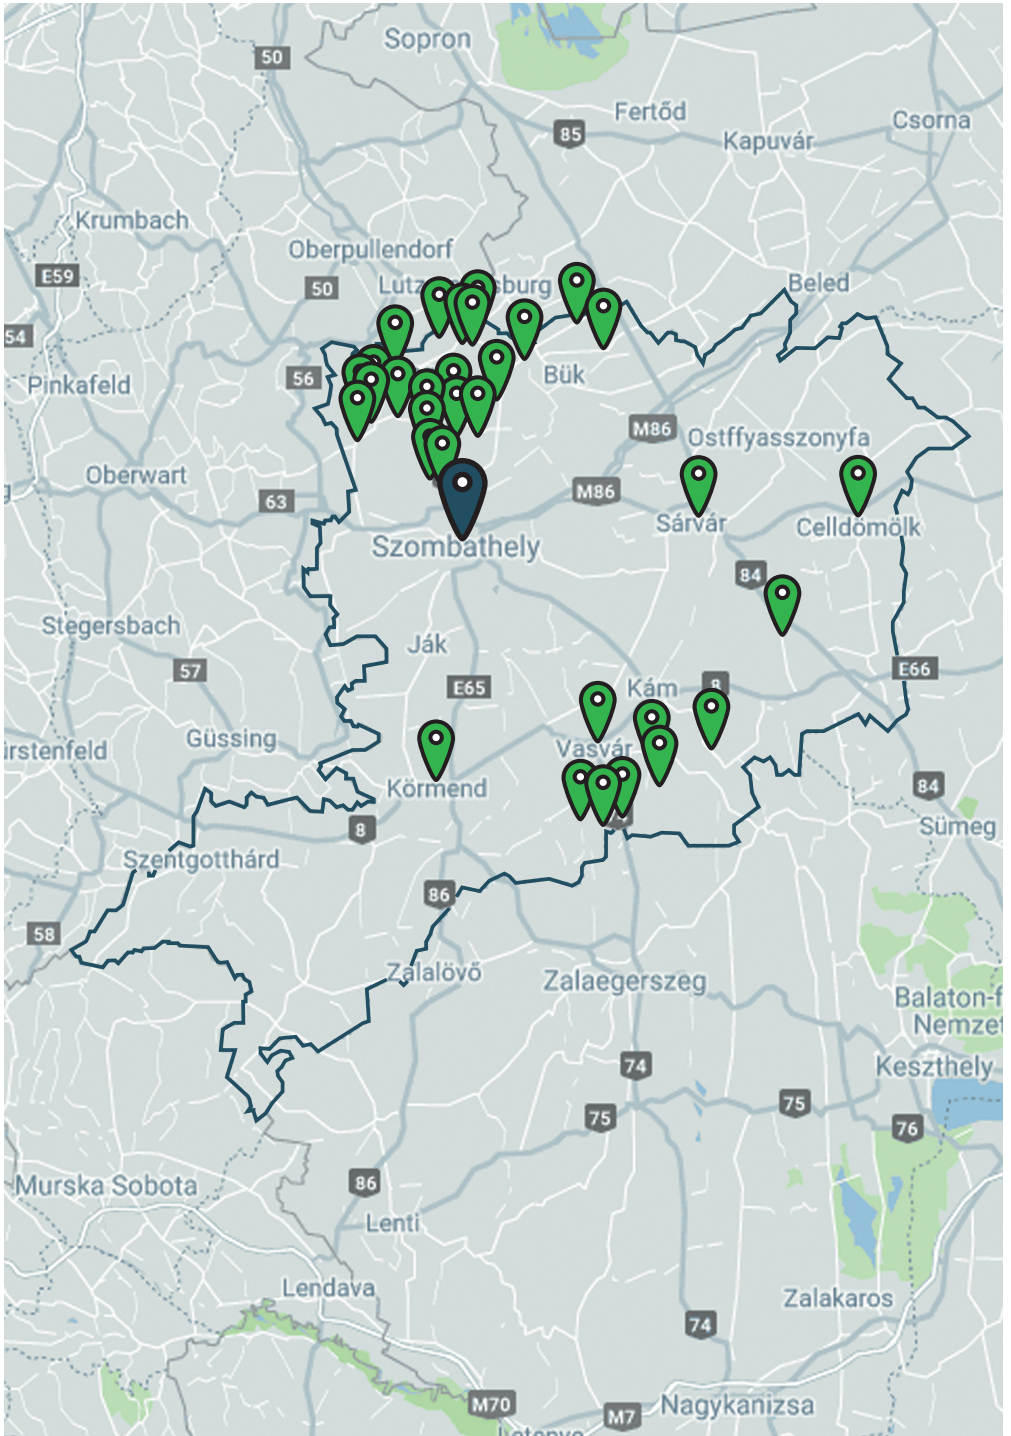 Sopron
50
Fertőd
Csorna
85
Kapuvár
Krumbach
Oberpullendorf
E59
50
Beled
54
56
Bük
Pinkafeld
M86
Ostffyasszonyfa
Oberwart
63
M86
Sárvár
Celldömölk
Szombathely
84
Stegersbach
Ják
57
E65
Kám
8
E66
Güssing
Vasvár
Körmend
84
8
Sümeg
Szentgotthárd
86
58
Zalalövő
Zalaegerszeg
Balaton-f
Nemzet
74
Keszthely
75
75
76
86
Murska Sobota
Lenti
Lendava
Zalakaros
74
M70
M7
Nagykanizsa